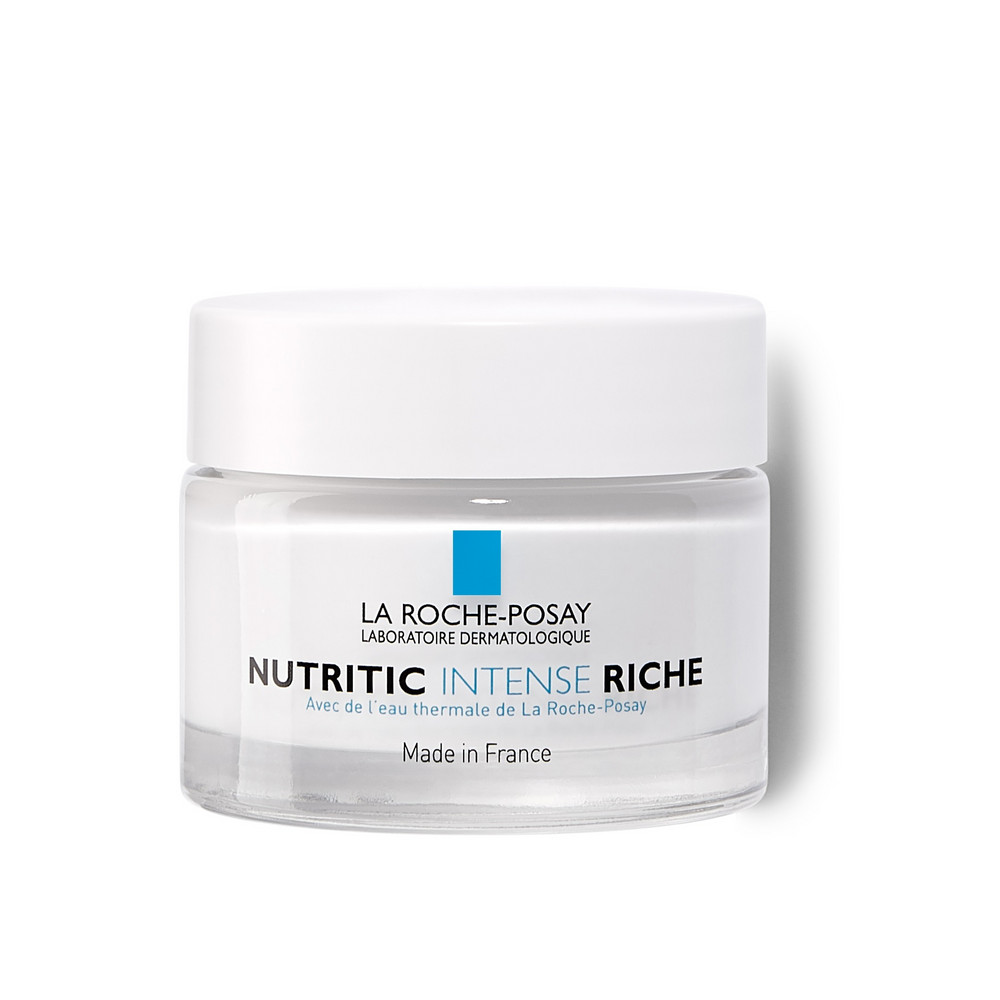 LA ROCHE-POSAY
LABORATOIRE DERMATOLOGIQUE
NUTRITIC INTENSE RICHE
Avec de l'eau thermale de La Roche-Posay
Made in France